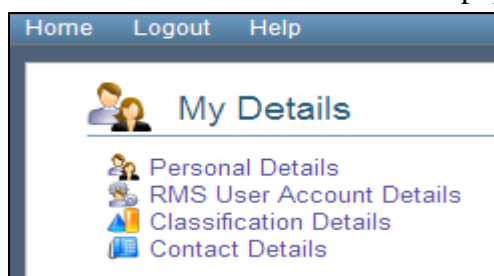 Home Logout Help
My Details
Personal Details
RMS User Account Details
Classification Details
Contact Details